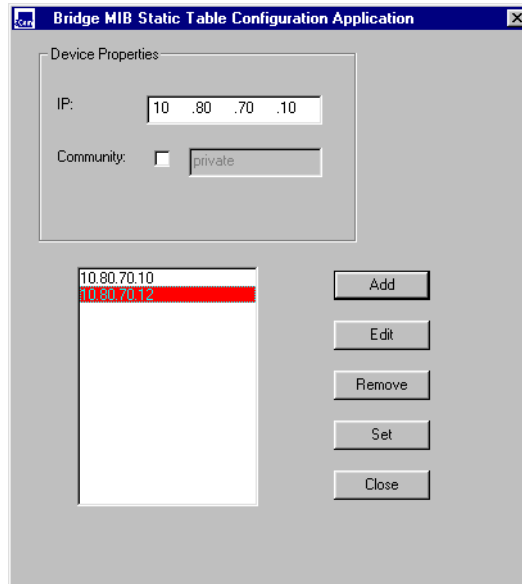 Bridge MIB Static Table Configuration Application
Device Properties
IP: 10 .80 .70 .10
Community: private
10.80.70.10
10.80.70.12
Add
Edit
Remove
Set
Close